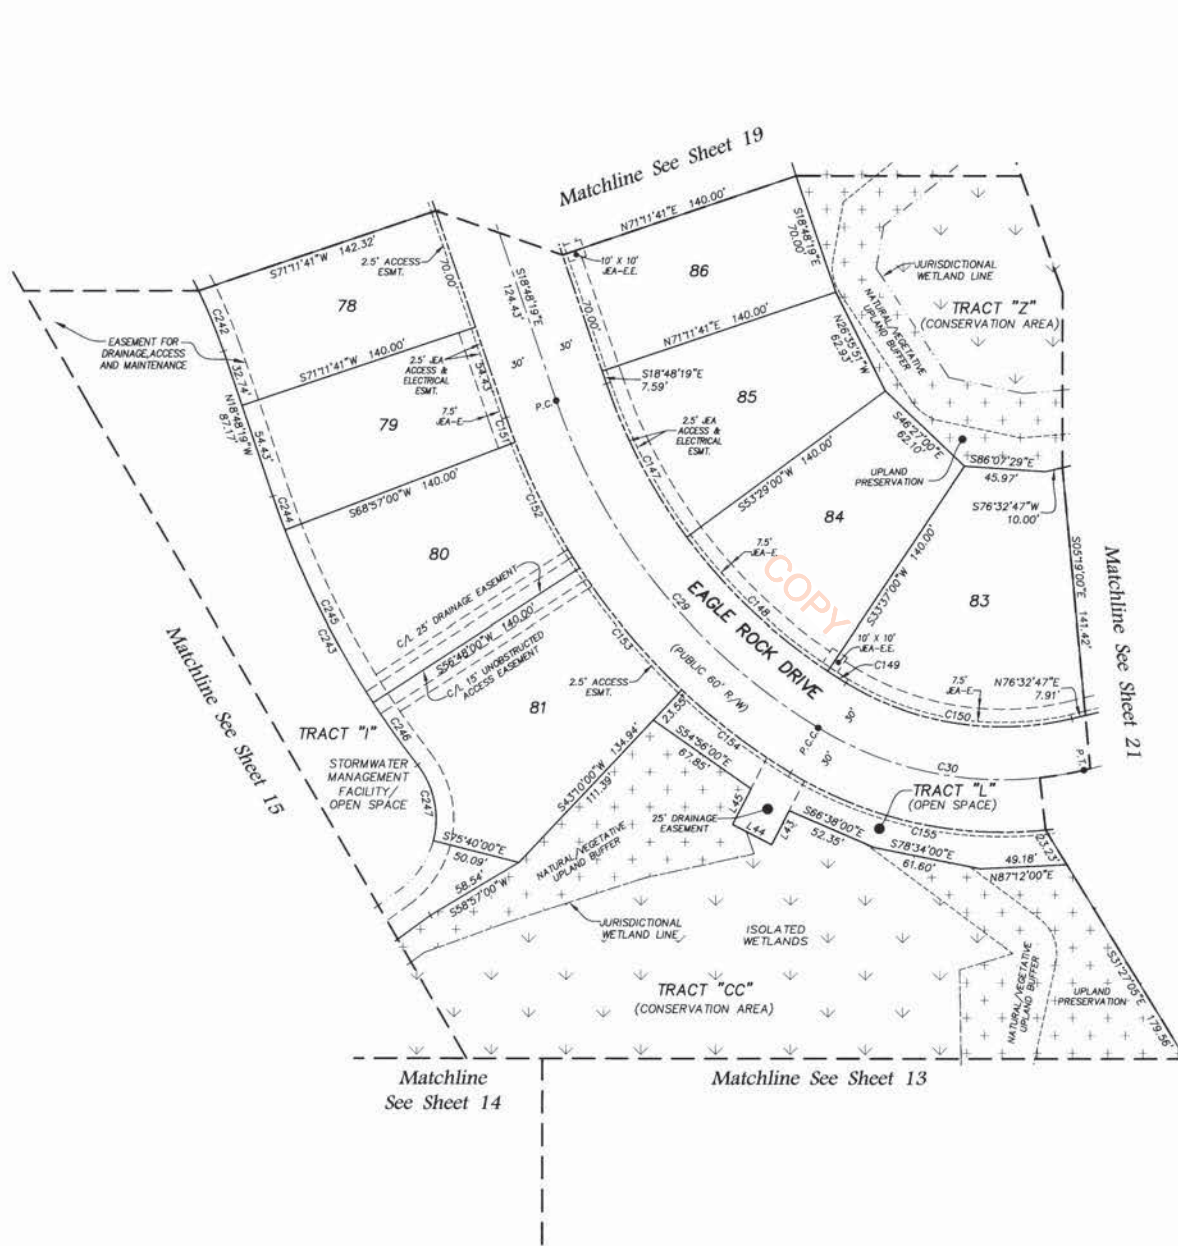 Matchline See Sheet 19
N71°11'41"E 140.00'
S71°11'41"W 142.32'
2.5' ACCESS
ESMT.
70.00'
S18°48'19"E
124.43'
10' X 10'
JEA-E.E.
86
S18°48'19"E
70.00'
JURISDICTIONAL
WETLAND LINE
NATURAL/VEGETATIVE
UPLAND BUFFER
TRACT "Z"
(CONSERVATION AREA)
78
C242
EASEMENT FOR
DRAINAGE,ACCESS
AND MAINTENANCE
32.74'
S71°11'41"W 140.00'
2.5' JEA
ACCESS &
ELECTRICAL
ESMT.
54.43'
30'
30'
70.00'
N71°11'41"E 140.00'
N26°35'51"W
62.93'
S18°48'19"E
7.59'
85
P.C.
N18°48'19"W
87.17'
54.43'
79
7.5'
JEA-E
C151
2.5' JEA
ACCESS &
ELECTRICAL
ESMT.
C147
S46°27'00"E
62.10'
S86°07'29"E
45.97'
UPLAND
PRESERVATION
S53°29'00"W 140.00'
S76°32'47"W
10.00'
S68°57'00"W 140.00'
C152
C244
84
80
7.5'
JEA-E
COPY
S33°37'00"W 140.00'
S05°19'00"E 141.42'
Matchline See Sheet 21
C/L 25' DRAINAGE EASEMENT
C29
EAGLE ROCK DRIVE
(PUBLIC 60' R/W)
C148
83
C245
C243
S56°48'00"W 140.00'
C/L 15' UNOBSTRUCTED
ACCESS EASEMENT
C153
10' X 10'
JEA-E.E.
C149
Matchline See Sheet 15
2.5' ACCESS
ESMT.
7.5'
JEA-E
N76°32'47"E
7.91'
C150
81
23.55'
30'
30'
P.C.C.
TRACT "I"
STORMWATER
MANAGEMENT
FACILITY/
OPEN SPACE
C246
C154
S54°56'00"E
67.85'
S43°10'00"W 134.94'
111.39'
C30
P.T.
TRACT "L"
(OPEN SPACE)
C247
L45
L44
L43
25' DRAINAGE
EASEMENT
S66°38'00"E
52.35'
C155
S78°34'00"E
61.60'
49.18'
N87°12'00"E
23.23'
S75°40'00"E
50.09'
58.54'
S58°57'00"W
NATURAL/VEGETATIVE
UPLAND BUFFER
JURISDICTIONAL
WETLAND LINE
ISOLATED
WETLANDS
TRACT "CC"
(CONSERVATION AREA)
NATURAL/VEGETATIVE
UPLAND BUFFER
UPLAND
PRESERVATION
S31°27'05"E 179.56'
Matchline
See Sheet 14
Matchline See Sheet 13